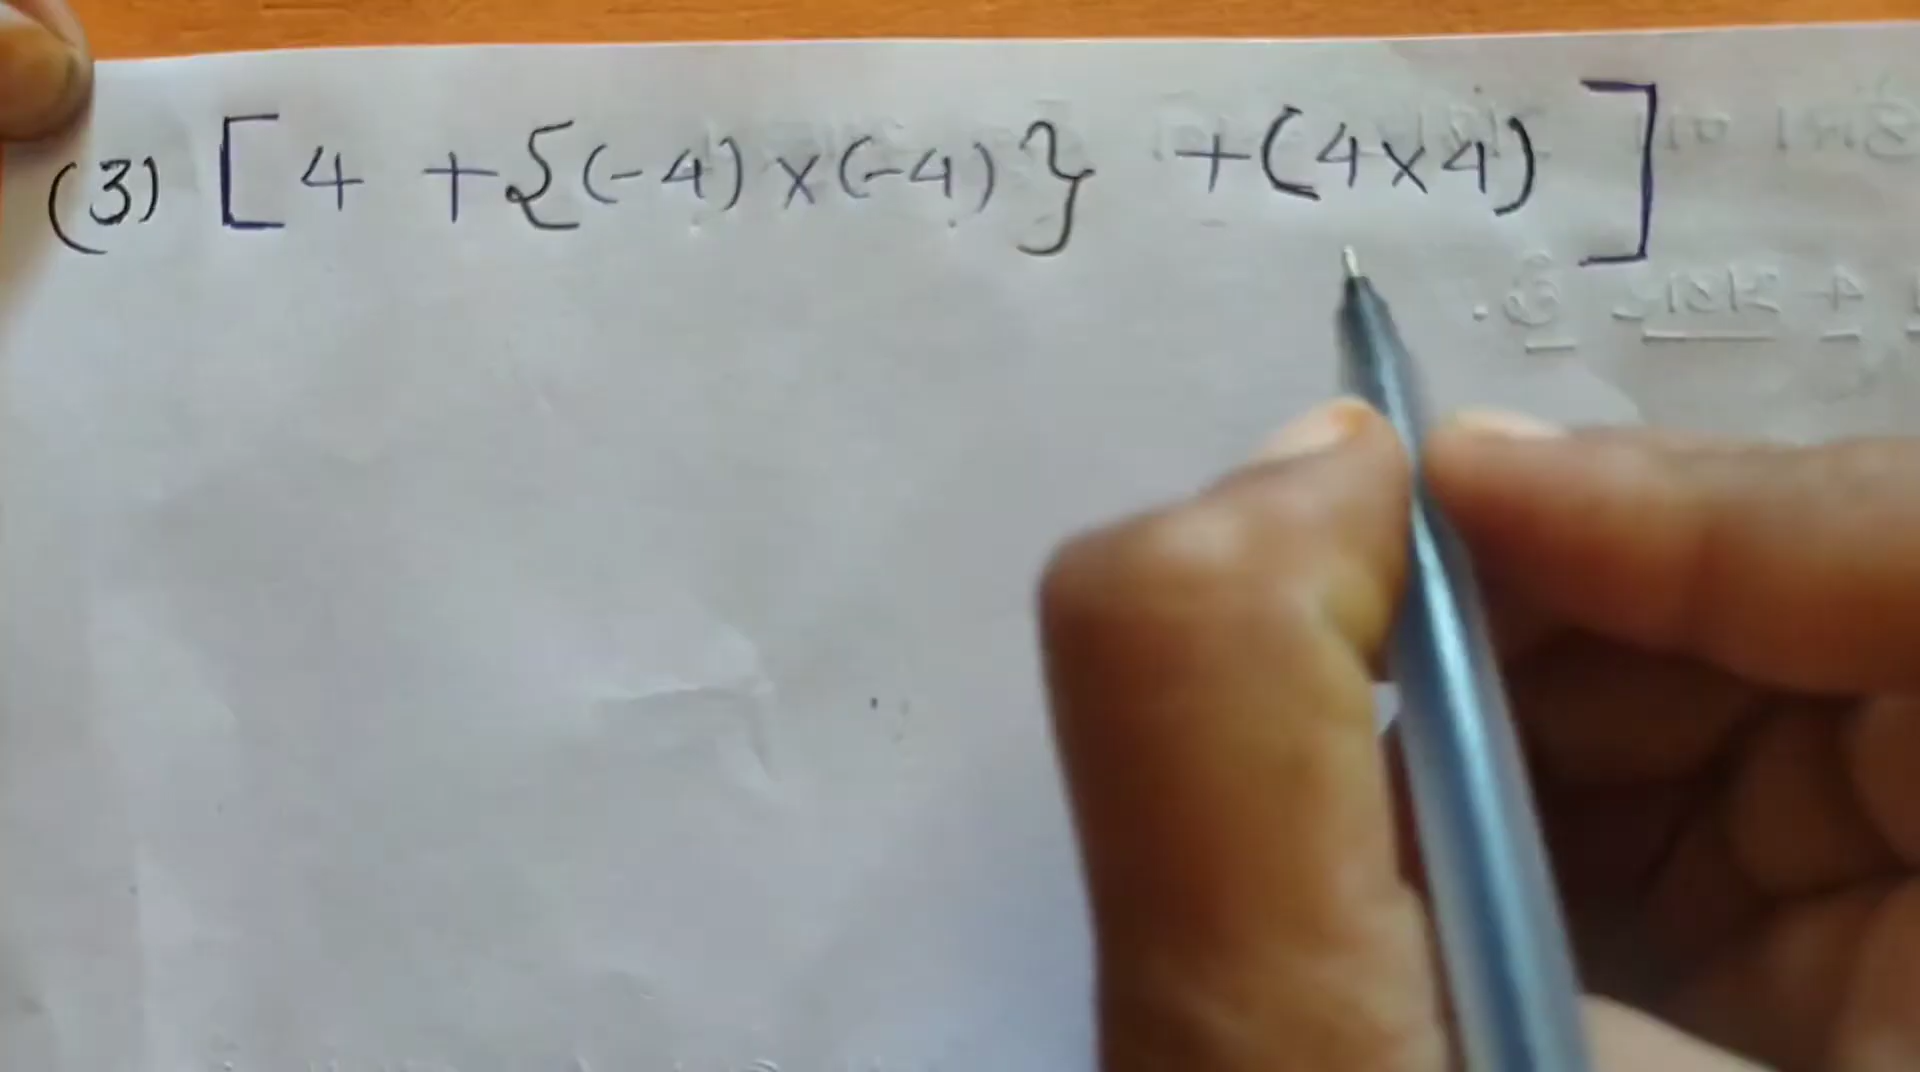 (3) [4 + {(-4) × (-4)} + (4×4)]